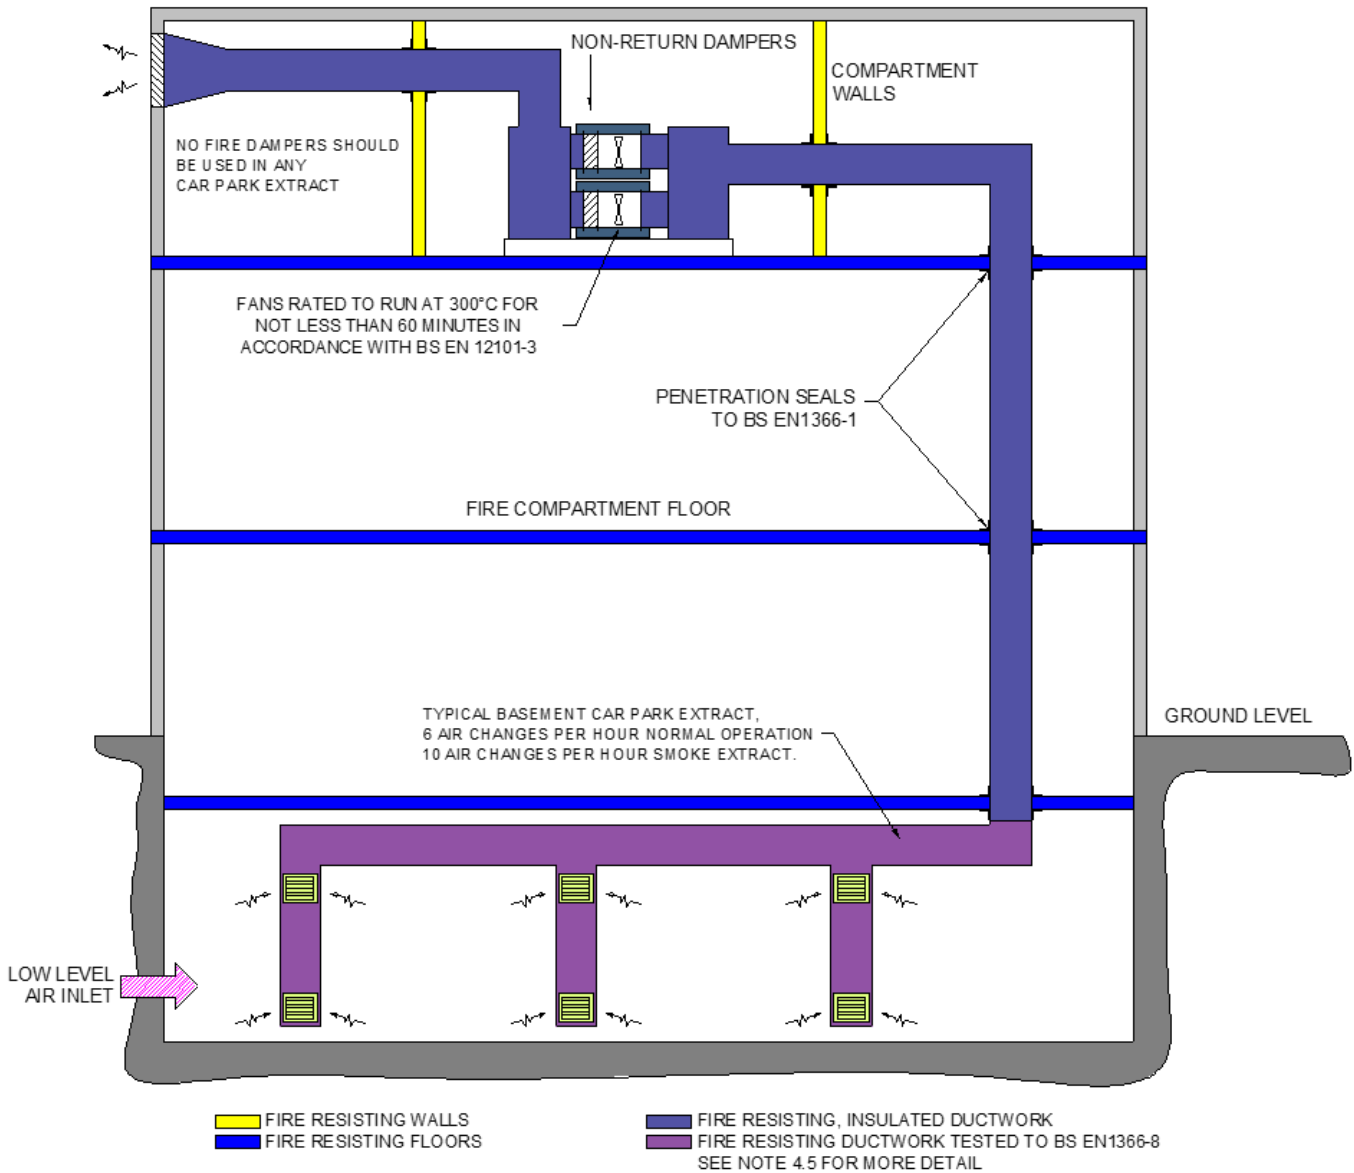 NON-RETURN DAMPERS
COMPARTMENT
WALLS
NO FIRE DAMPERS SHOULD
BE USED IN ANY
CAR PARK EXTRACT
FANS RATED TO RUN AT 300°C FOR
NOT LESS THAN 60 MINUTES IN
ACCORDANCE WITH BS EN 12101-3
PENETRATION SEALS
TO BS EN1366-1
FIRE COMPARTMENT FLOOR
TYPICAL BASEMENT CAR PARK EXTRACT,
6 AIR CHANGES PER HOUR NORMAL OPERATION
10 AIR CHANGES PER HOUR SMOKE EXTRACT.
GROUND LEVEL
LOW LEVEL
AIR INLET
FIRE RESISTING WALLS
FIRE RESISTING FLOORS
FIRE RESISTING, INSULATED DUCTWORK
FIRE RESISTING DUCTWORK TESTED TO BS EN1366-8
SEE NOTE 4.5 FOR MORE DETAIL